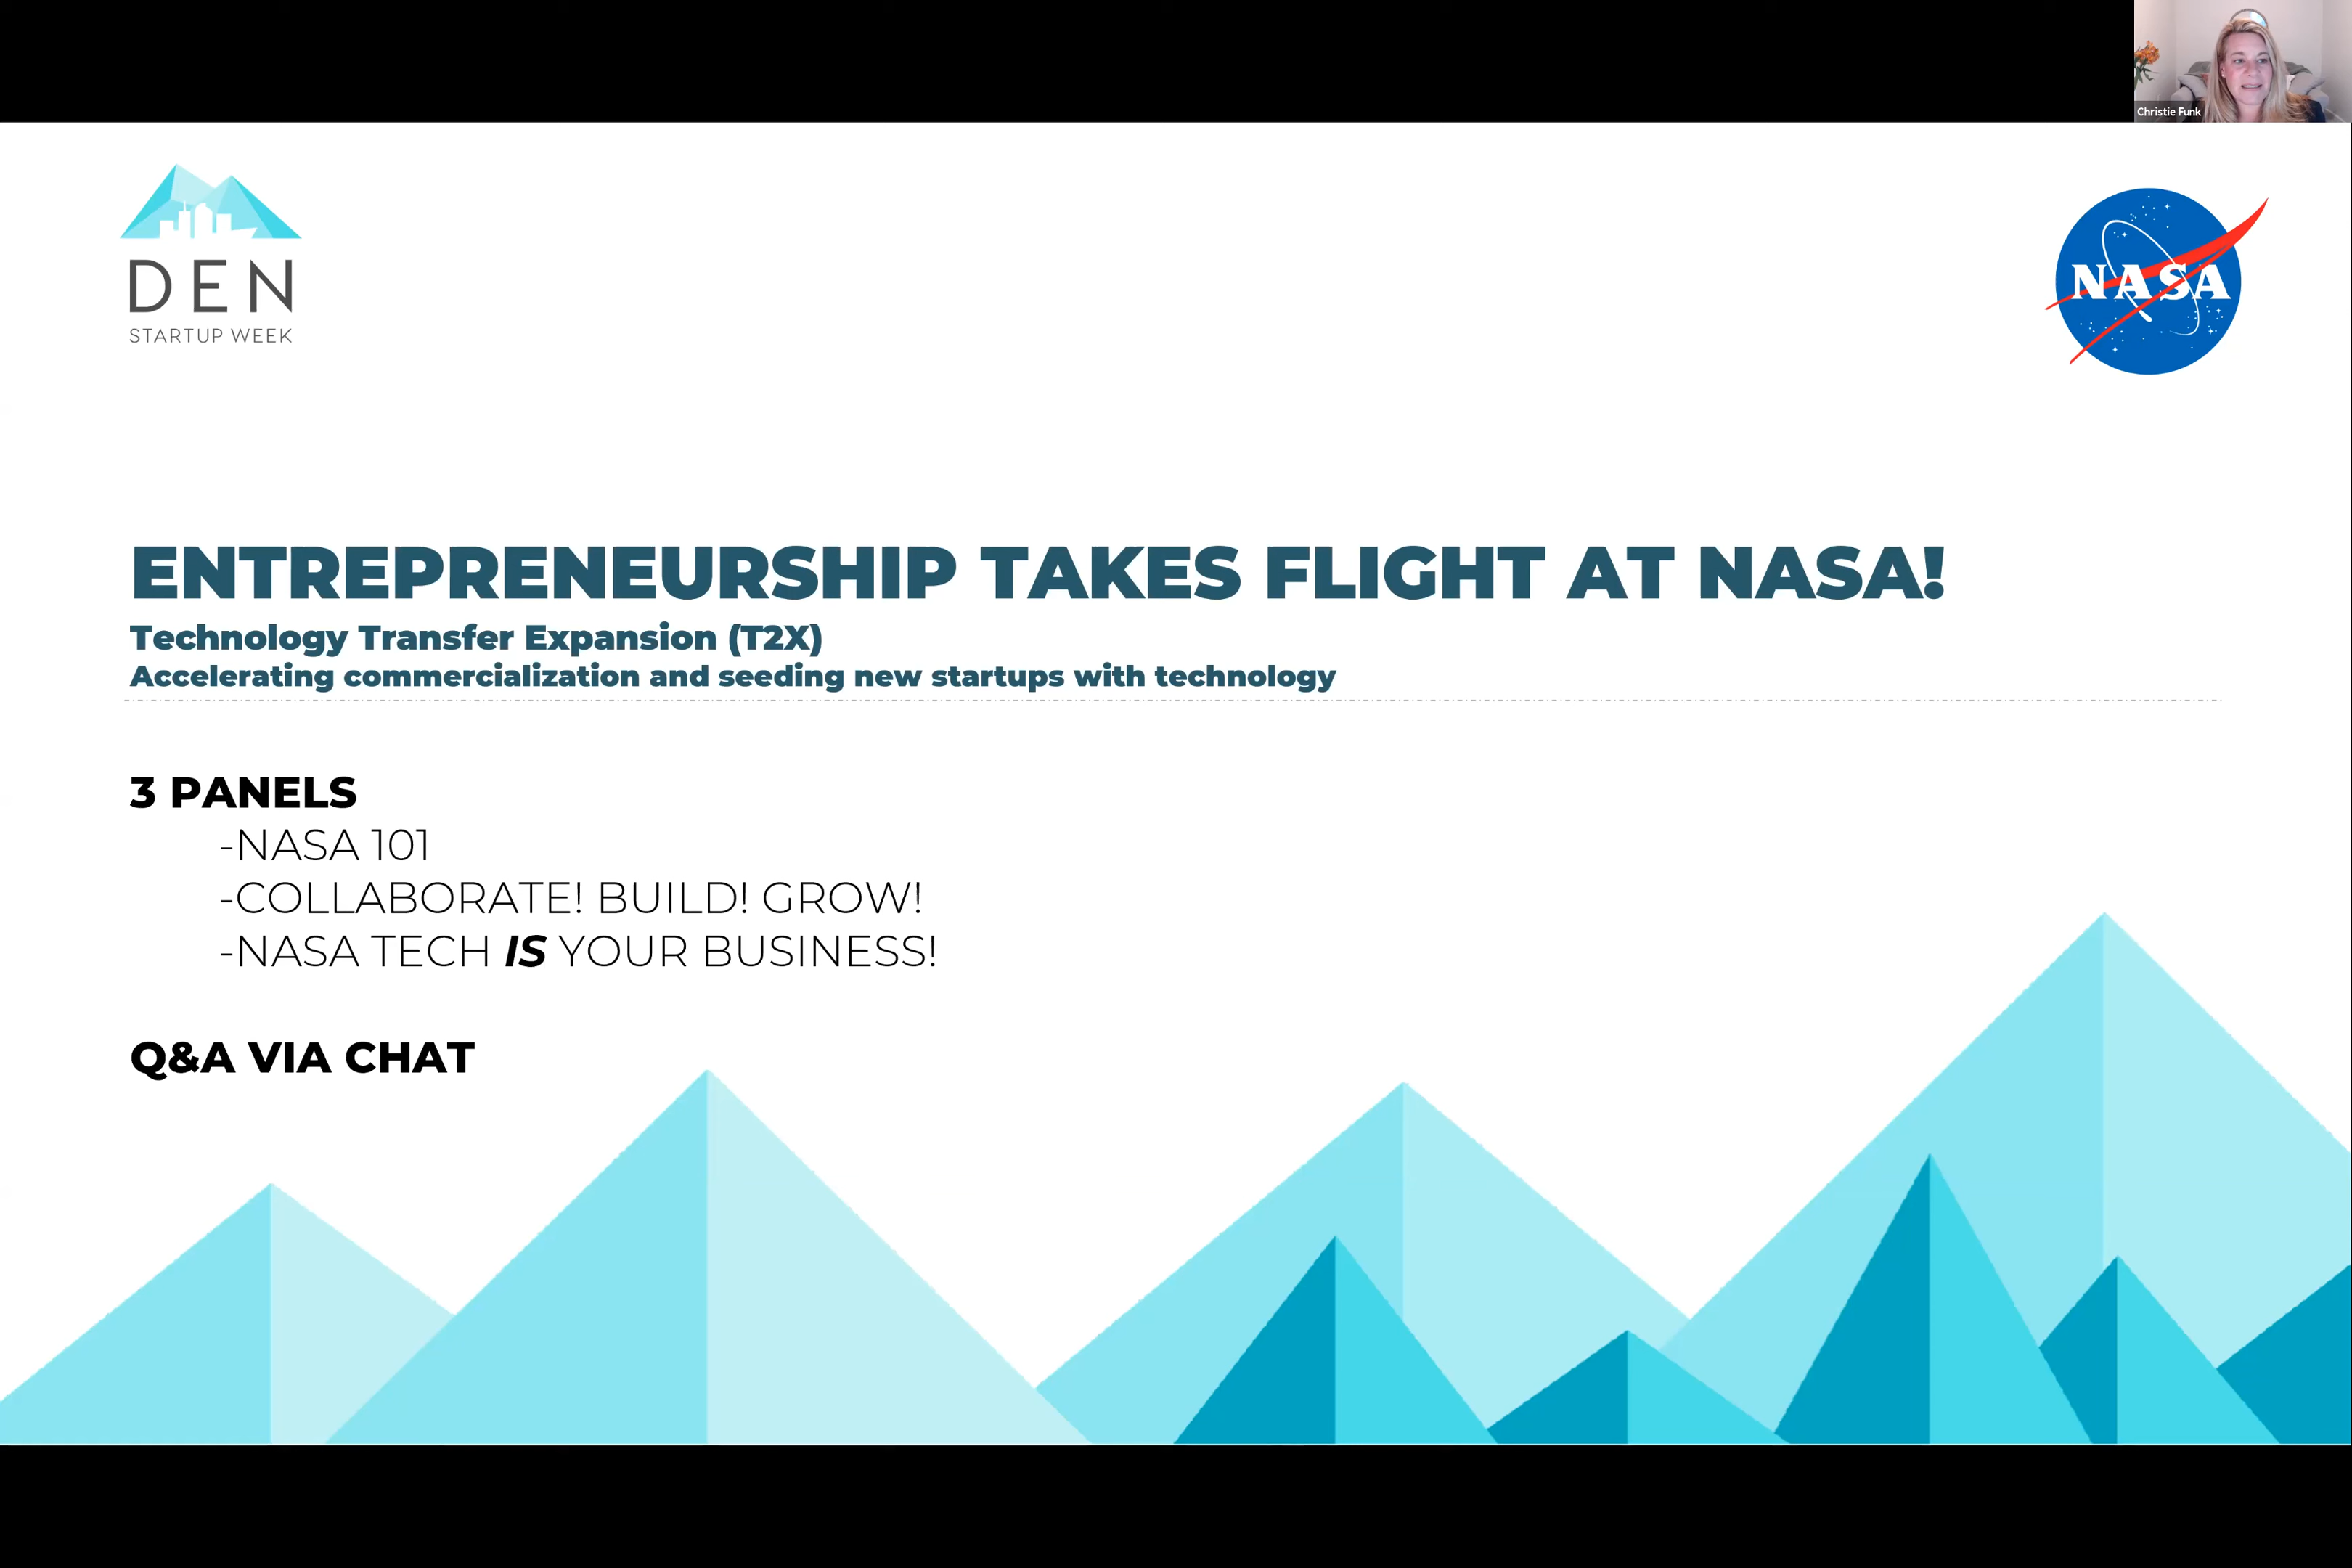 Christie Funk
DEN
STARTUP WEEK
NASA
ENTREPRENEURSHIP TAKES FLIGHT AT NASA!
Technology Transfer Expansion (T2X)
Accelerating commercialization and seeding new startups with technology
3 PANELS
-NASA 101
-COLLABORATE! BUILD! GROW!
-NASA TECH IS YOUR BUSINESS!
Q&A VIA CHAT